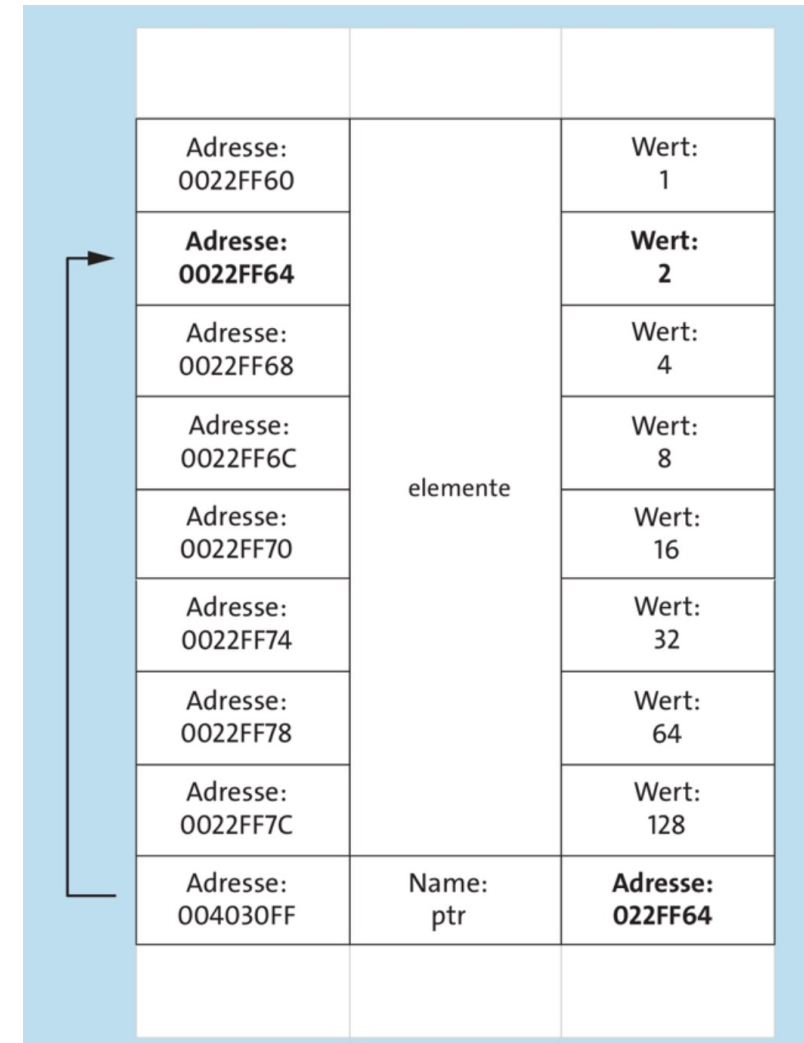 Adresse:
0022FF60
Wert:
1
Adresse:
0022FF64
Wert:
2
Adresse:
0022FF68
Wert:
4
Adresse:
0022FF6C
Wert:
8
elemente
Adresse:
0022FF70
Wert:
16
Adresse:
0022FF74
Wert:
32
Adresse:
0022FF78
Wert:
64
Adresse:
0022FF7C
Wert:
128
Adresse:
004030FF
Name:
ptr
Adresse:
022FF64